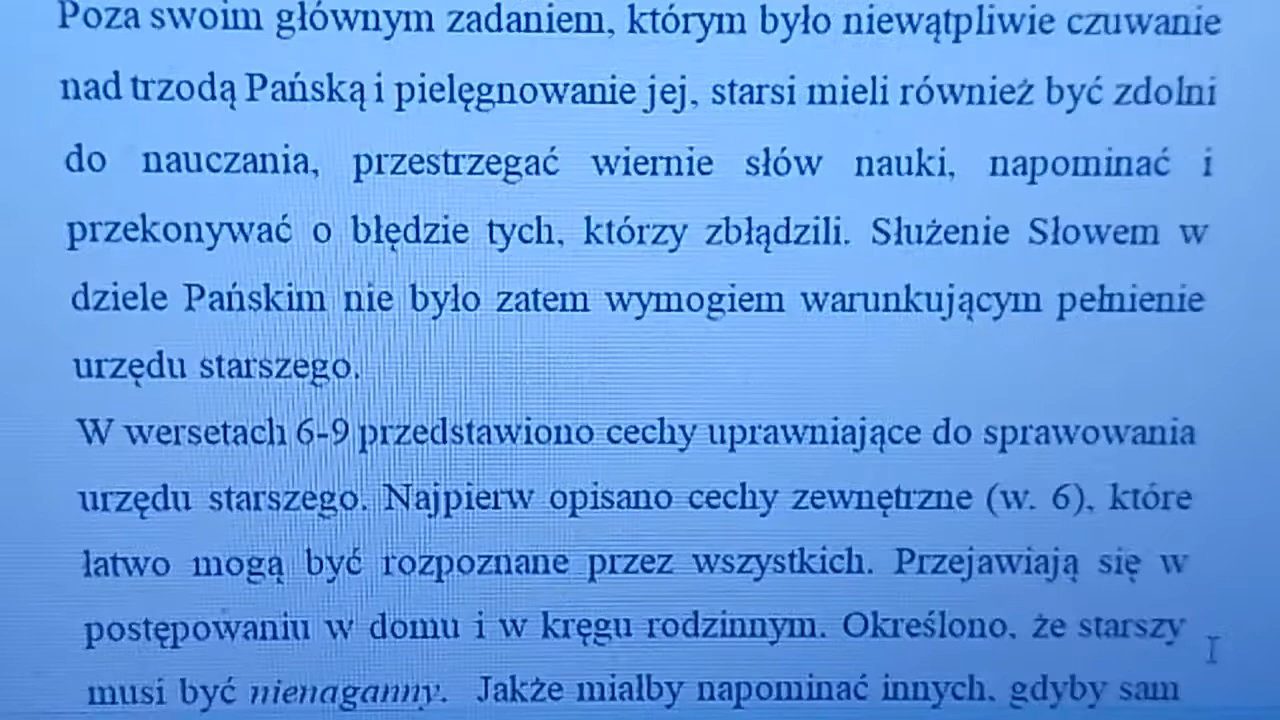 Poza swoim głównym zadaniem, którym było niewątpliwie czuwanie
nad trzodą Pańską i pielęgnowanie jej, starsi mieli również być zdolni
do nauczania, przestrzegać wiernie słów nauki, napominać i
przekonywać o błędzie tych, którzy zbłądzili. Służenie Słowem w
dziele Pańskim nie było zatem wymogiem warunkującym pełnienie
urzędu starszego.
W wersetach 6-9 przedstawiono cechy uprawniające do sprawowania
urzędu starszego. Najpierw opisano cechy zewnętrzne (w. 6), które
łatwo mogą być rozpoznane przez wszystkich. Przejawiają się w
postępowaniu w domu i w kręgu rodzinnym. Określono, że starszy
musi być nienaganny. Jakże miałby napominać innych, gdyby sam